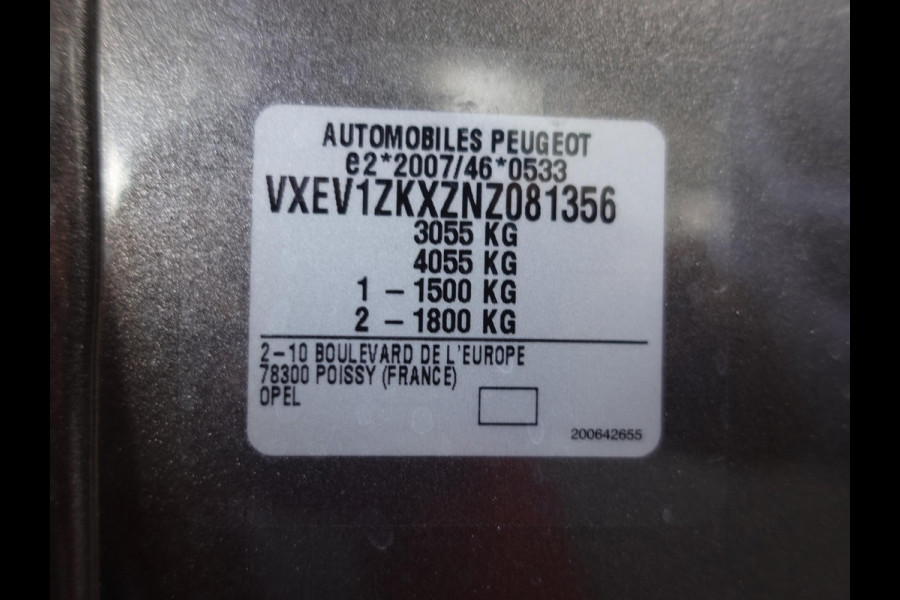 AUTOMOBILES PEUGEOT
e2*2007/46*0533
VXEV1ZKXZNZ081356
3055 KG
4055 KG
1 - 1500 KG
2 - 1800 KG
2-10 BOULEVARD DE L'EUROPE
78300 POISSY (FRANCE)
OPEL
200642655